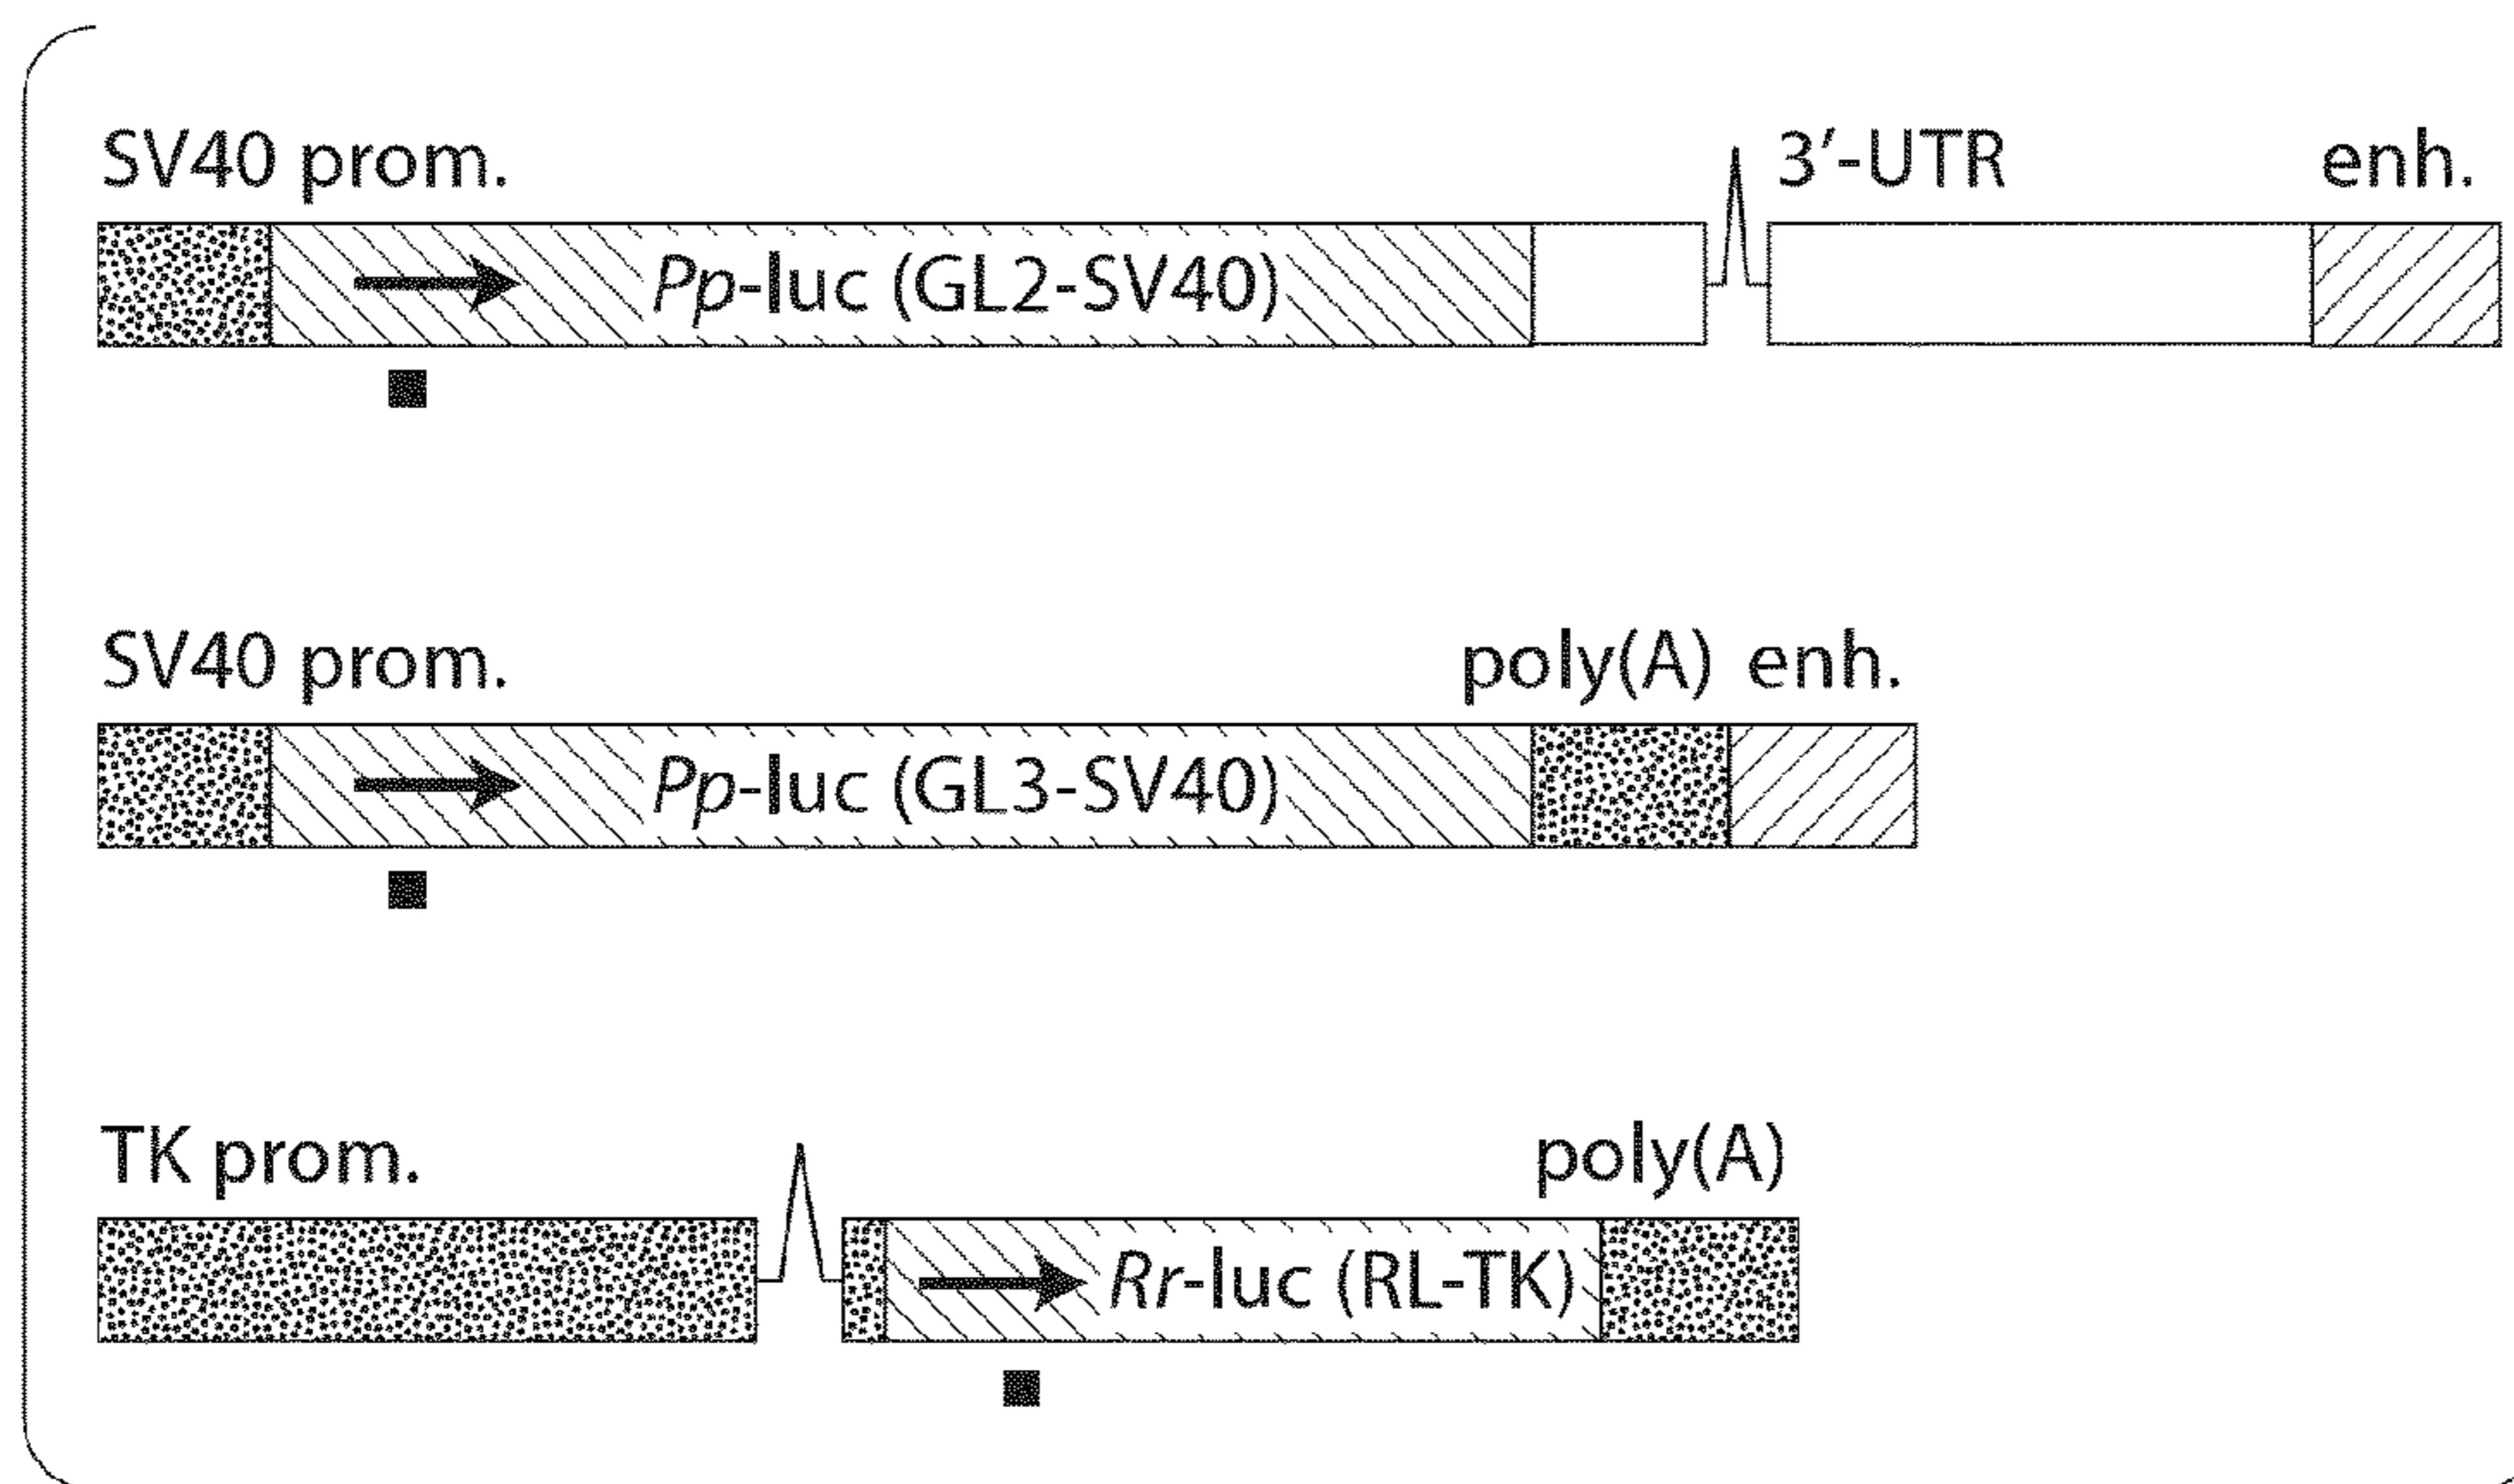 SV40 prom. 3′-UTR enh.
Pp-luc (GL2-SV40)
SV40 prom. poly(A) enh.
Pp-luc (GL3-SV40)
TK prom. poly(A)
Rr-luc (RL-TK)